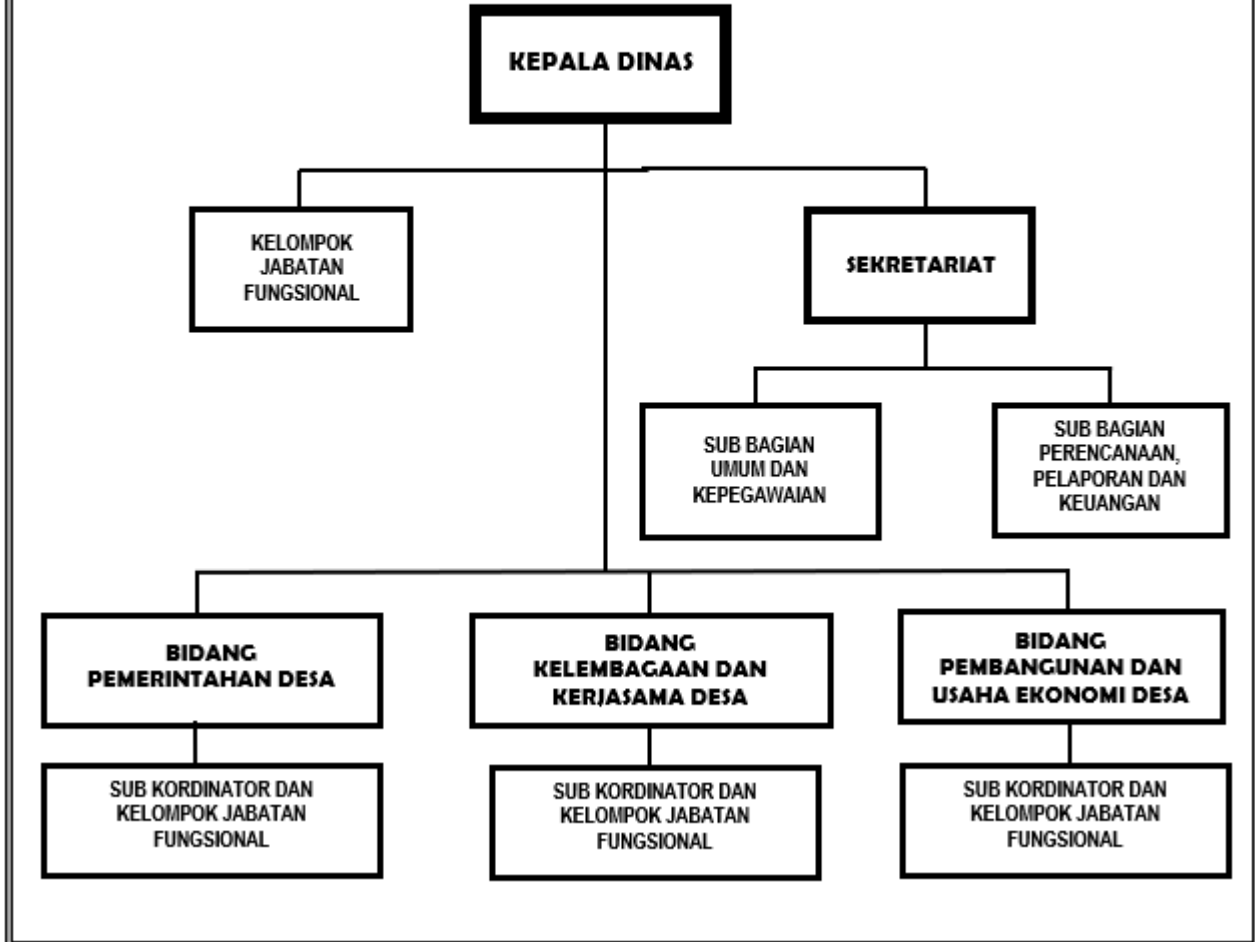 KEPALA DINAS
KELOMPOK
JABATAN
FUNGSIONAL
SEKRETARIAT
SUB BAGIAN
UMUM DAN
KEPEGAWAIAN
SUB BAGIAN
PERENCANAAN,
PELAPORAN DAN
KEUANGAN
BIDANG
PEMERINTAHAN DESA
BIDANG
KELEMBAGAAN DAN
KERJASAMA DESA
BIDANG
PEMBANGUNAN DAN
USAHA EKONOMI DESA
SUB KORDINATOR DAN
KELOMPOK JABATAN
FUNGSIONAL
SUB KORDINATOR DAN
KELOMPOK JABATAN
FUNGSIONAL
SUB KORDINATOR DAN
KELOMPOK JABATAN
FUNGSIONAL